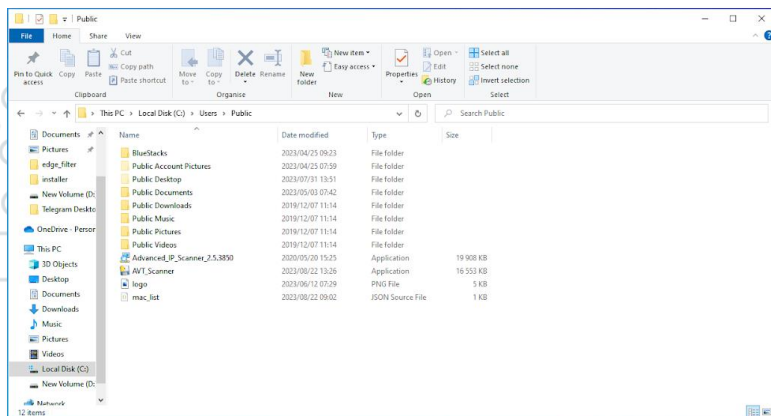 Public
File Home Share View
Pin to Quick access
Copy
Paste
Cut
Copy path
Paste shortcut
Clipboard
Move to
Copy to
Delete
Rename
Organise
New folder
New item
Easy access
New
Properties
Open
Edit
History
Open
Select all
Select none
Invert selection
Select
This PC > Local Disk (C:) > Users > Public
Search Public
Documents
Pictures
edge_filter
installer
New Volume (D:
Telegram Deskto
OneDrive - Person
This PC
3D Objects
Desktop
Documents
Downloads
Music
Pictures
Videos
Local Disk (C:)
New Volume (D:
Network
Name Date modified Type Size
BlueStacks 2023/04/25 09:23 File folder
Public Account Pictures 2023/04/25 07:59 File folder
Public Desktop 2023/07/31 13:51 File folder
Public Documents 2023/05/03 07:42 File folder
Public Downloads 2019/12/07 11:14 File folder
Public Music 2019/12/07 11:14 File folder
Public Pictures 2019/12/07 11:14 File folder
Public Videos 2019/12/07 11:14 File folder
Advanced_IP_Scanner_2.5.3850 2020/05/20 15:25 Application 19 908 KB
AVT_Scanner 2023/08/22 13:26 Application 16 553 KB
logo 2023/06/12 07:29 PNG File 5 KB
mac_list 2023/08/22 09:02 JSON Source File 1 KB
12 items